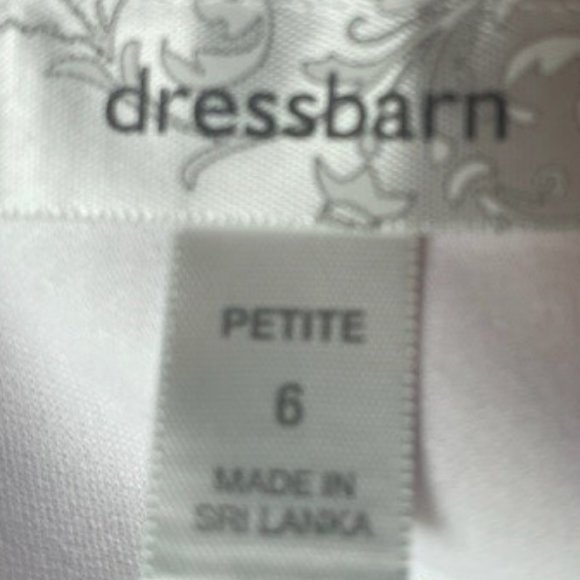 dressbarn
PETITE
6
MADE IN
SRI LANKA